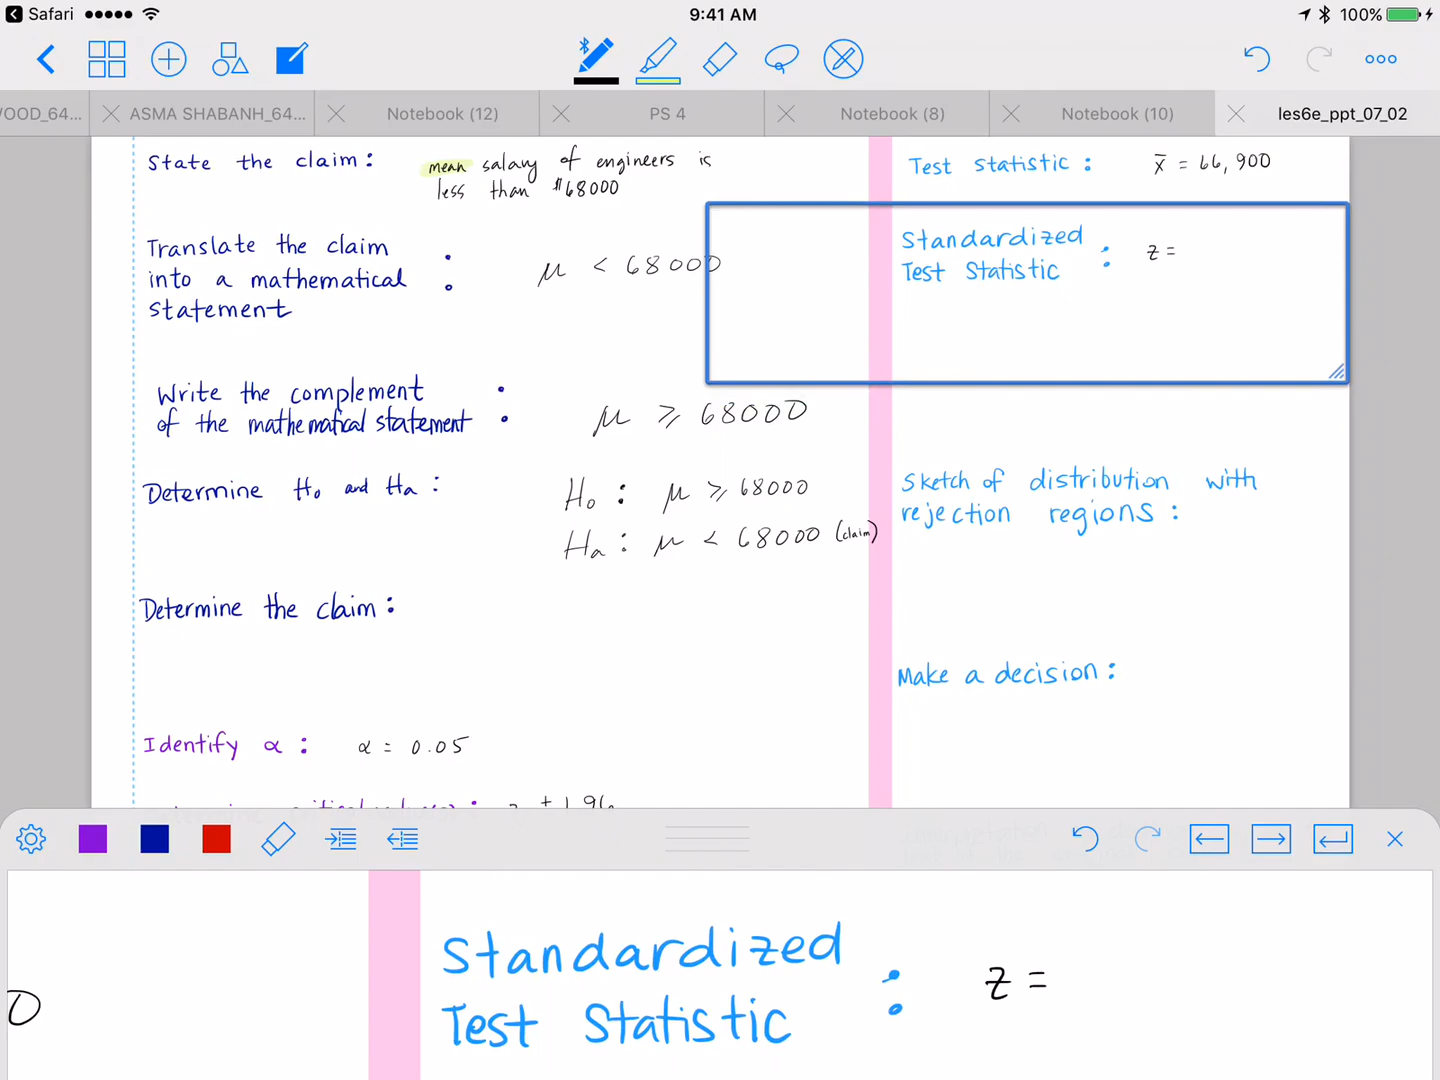 Safari
9:41 AM
100%
WOOD_64...
ASMA SHABANH_64...
Notebook (12)
PS 4
Notebook (8)
Notebook (10)
les6e_ppt_07_02
State the claim : mean salary of engineers is
less than $68000
Translate the claim
into a mathematical : μ < 68000
statement
Write the complement
of the mathematical statement : μ ⩾ 68000
Determine Ho and Ha : Ho : μ ⩾ 68000
Ha : μ < 68000 (claim)
Determine the claim :
Identify α : α = 0.05
Test statistic : x̄ = 66,900
Standardized
Test Statistic : z =
Sketch of distribution with
rejection regions :
Make a decision :
Standardized
Test Statistic : z =